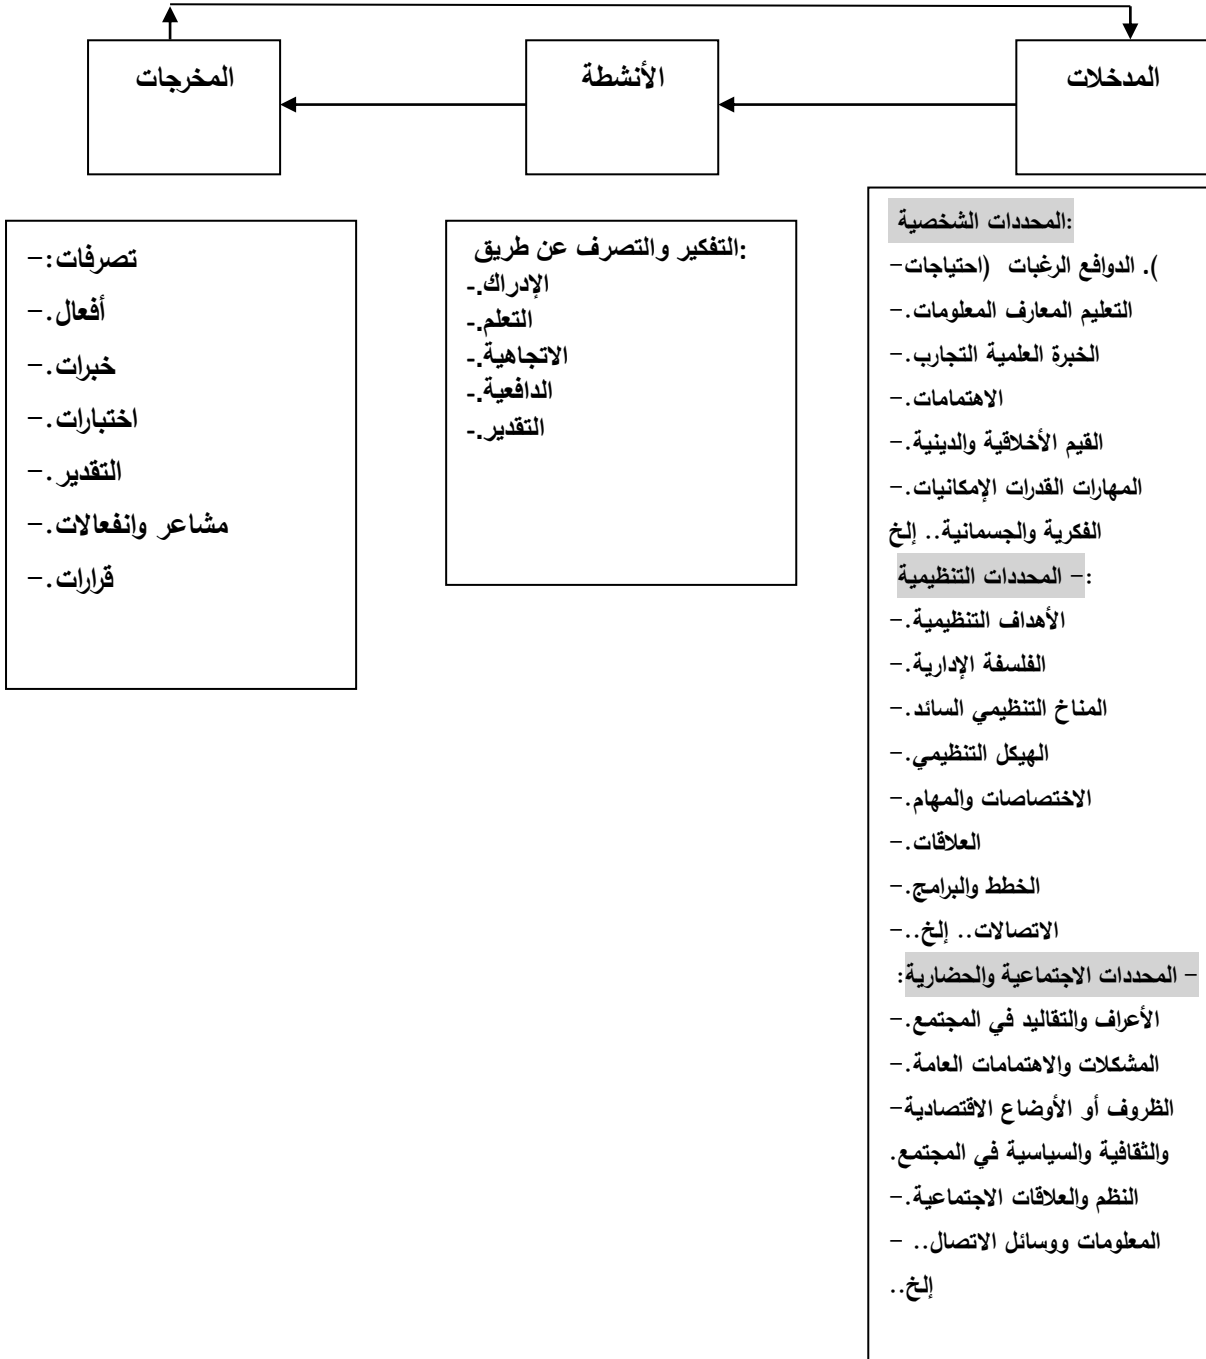 المدخلات
الأنشطة
المخرجات
المحددات الشخصية:
-الدوافع الرغبات (احتياجات).
-التعليم المعارف المعلومات.
-الخبرة العلمية التجارب.
-الاهتمامات.
-القيم الأخلاقية والدينية.
-المهارات القدرات الإمكانيات.
الفكرية والجسمانية.. إلخ
- المحددات التنظيمية:
-الأهداف التنظيمية.
-الفلسفة الإدارية.
-المناخ التنظيمي السائد.
-الهيكل التنظيمي.
-الاختصاصات والمهام.
-العلاقات.
-الخطط والبرامج.
-الاتصالات.. إلخ..
- المحددات الاجتماعية والحضارية:
-الأعراف والتقاليد في المجتمع.
-المشكلات والاهتمامات العامة.
-الظروف أو الأوضاع الاقتصادية
والثقافية والسياسية في المجتمع.
-النظم والعلاقات الاجتماعية.
- المعلومات ووسائل الاتصال..
إلخ..
التفكير والتصرف عن طريق:
-الإدراك.
-التعلم.
-الاتجاهية.
-الدافعية.
-التقدير.
-تصرفات:
-أفعال.
-خبرات.
-اختبارات.
-التقدير.
-مشاعر وانفعالات.
-قرارات.